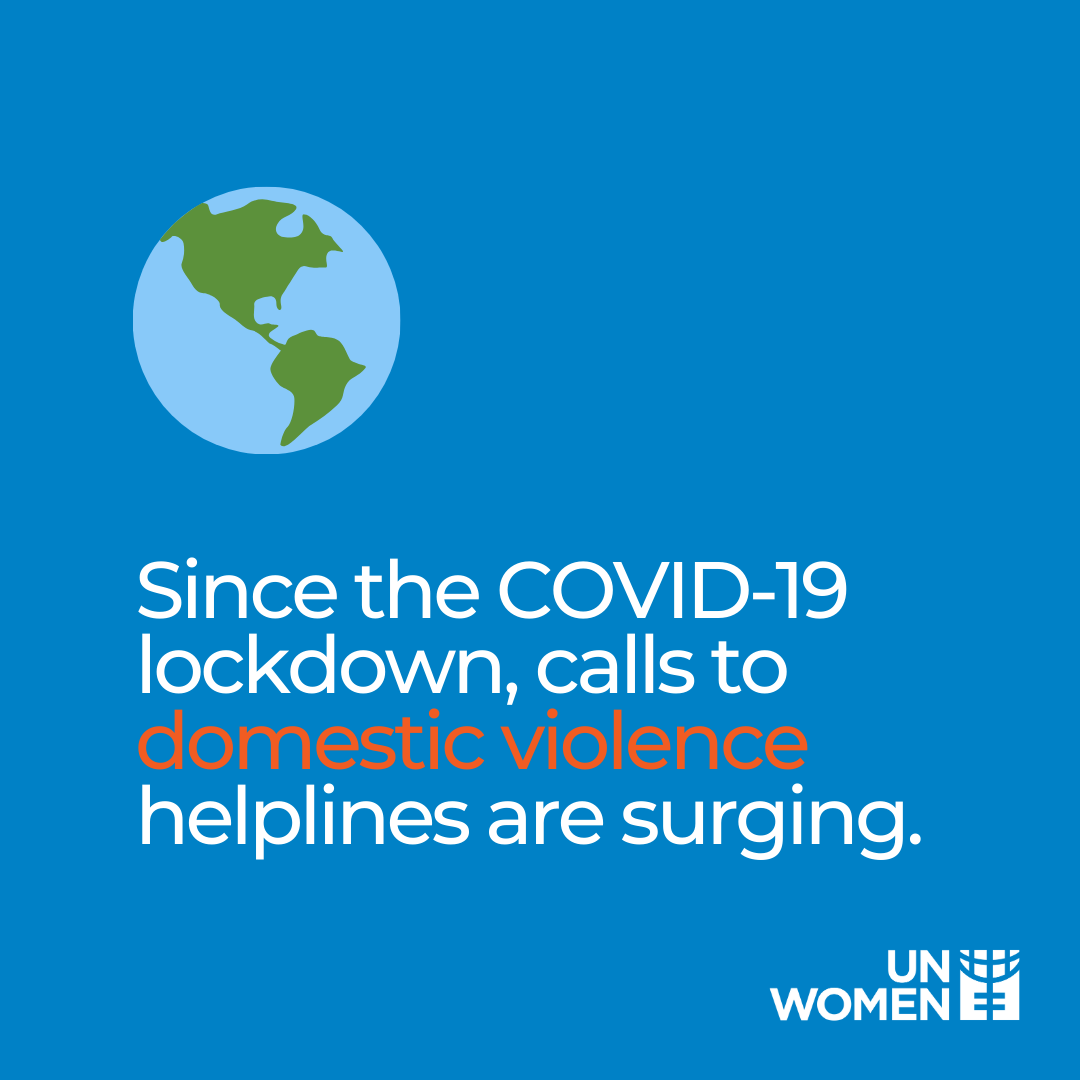 Since the COVID-19
lockdown, calls to
domestic violence
helplines are surging.
UN
WOMEN